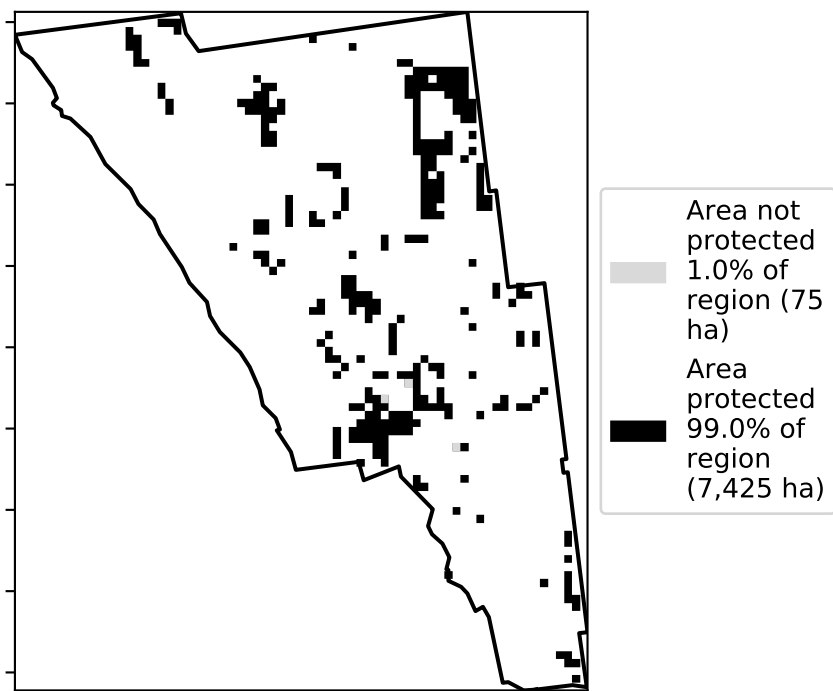 Area not
protected
1.0% of
region (75
ha)
Area
protected
99.0% of
region
(7,425 ha)